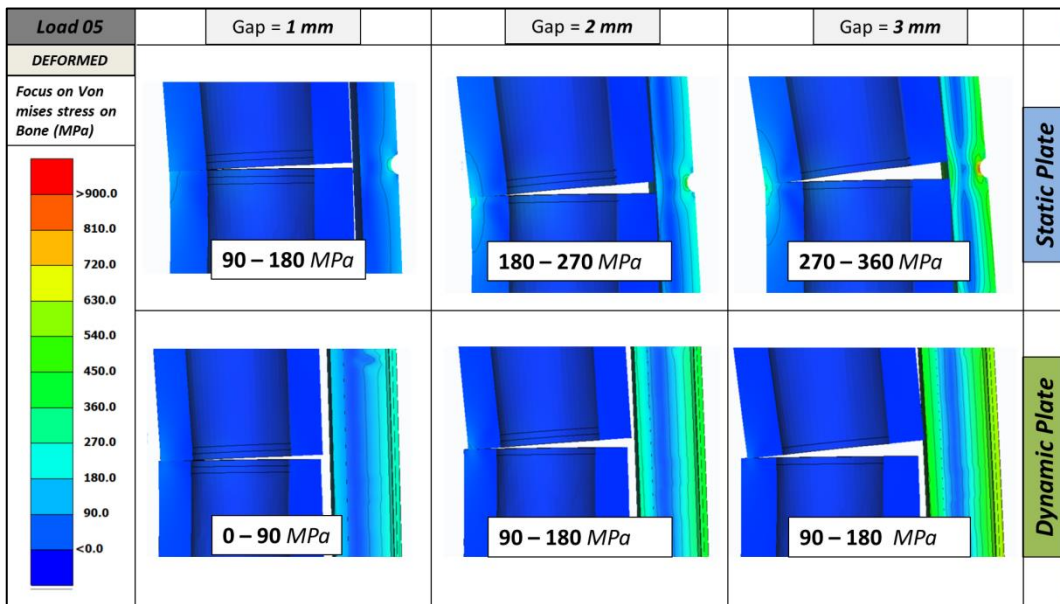 Load 05
Gap = 1 mm
Gap = 2 mm
Gap = 3 mm
DEFORMED
Focus on Von
mises stress on
Bone (MPa)
>900.0
810.0
720.0
630.0
540.0
450.0
360.0
270.0
180.0
90.0
<0.0
90 – 180 MPa
180 – 270 MPa
270 – 360 MPa
Static Plate
0 – 90 MPa
90 – 180 MPa
90 – 180 MPa
Dynamic Plate